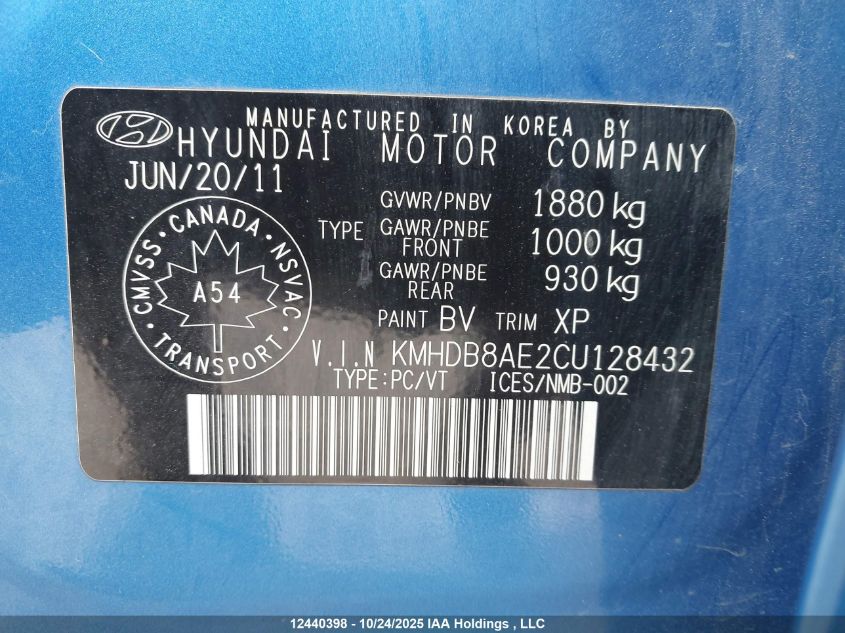 MANUFACTURED IN KOREA BY
HYUNDAI MOTOR COMPANY
JUN/20/11
GVWR/PNBV 1880 kg
TYPE GAWR/PNBE FRONT 1000 kg
GAWR/PNBE REAR 930 kg
PAINT BV TRIM XP
CMVSS • CANADA • NSVAC • TRANSPORT •
A54
V.I.N KMHDB8AE2CU128432
TYPE:PC/VT ICES/NMB-002
12440398 - 10/24/2025 IAA Holdings , LLC